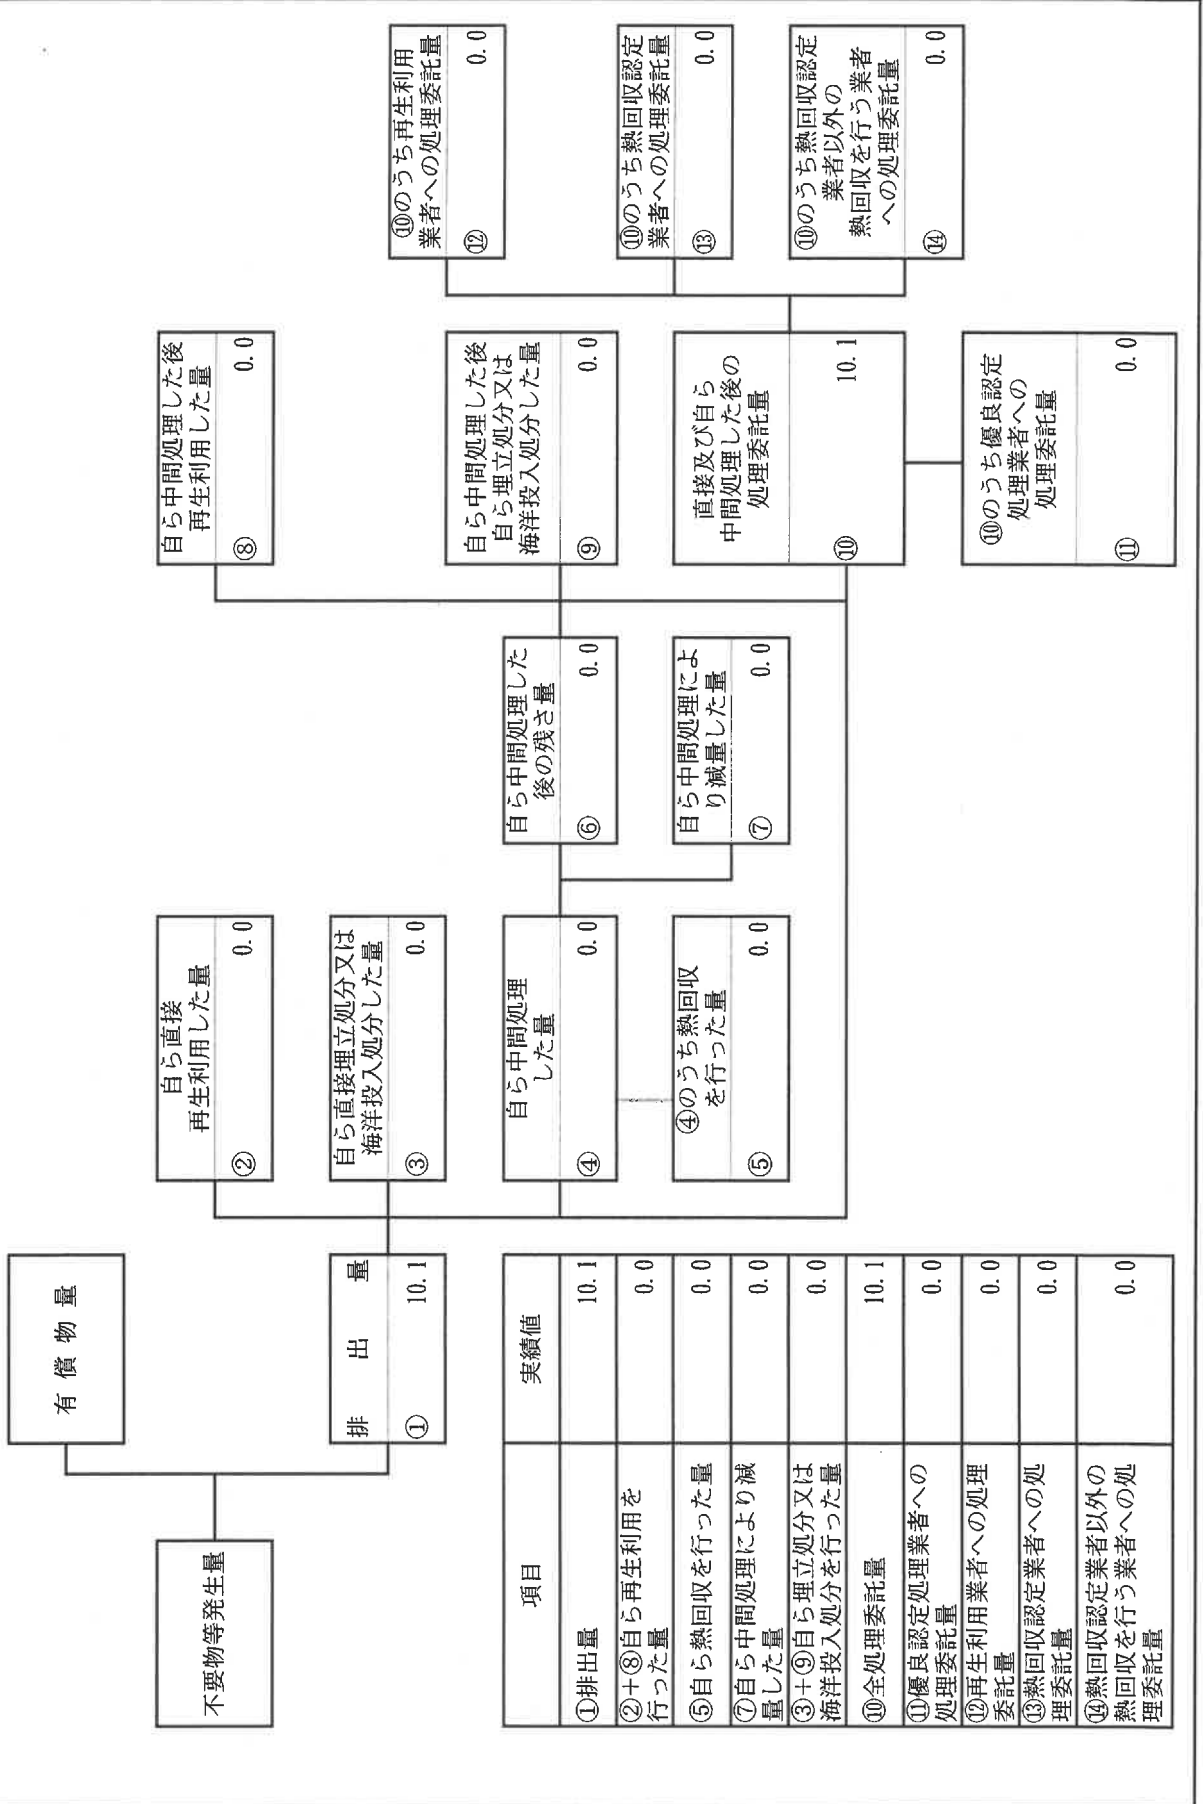 有償物量
不要物等発生量
排出量
① 10.1
自ら直接
再生利用した量
② 0.0
自ら直接埋立処分又は
海洋投入処分した量
③ 0.0
自ら中間処理
した量
④ 0.0
④のうち熱回収
を行った量
⑤ 0.0
自ら中間処理した
後の残さ量
⑥ 0.0
自ら中間処理によ
り減量した量
⑦ 0.0
自ら中間処理した後
再生利用した量
⑧ 0.0
自ら中間処理した後
自ら埋立処分又は
海洋投入処分した量
⑨ 0.0
直接及び自ら
中間処理した後の
処理委託量
⑩ 10.1
⑩のうち優良認定
処理業者への
処理委託量
⑪ 0.0
⑩のうち再生利用
業者への処理委託量
⑫ 0.0
⑩のうち熱回収認定
業者への処理委託量
⑬ 0.0
⑩のうち熱回収認定
業者以外の
熱回収を行う業者
への処理委託量
⑭ 0.0
項目 実績値
①排出量 10.1
②＋⑧自ら再生利用を
行った量 0.0
⑤自ら熱回収を行った量 0.0
⑦自ら中間処理により減
量した量 0.0
③＋⑨自ら埋立処分又は
海洋投入処分を行った量 0.0
⑩全処理委託量 10.1
⑪優良認定処理業者への
処理委託量 0.0
⑫再生利用業者への処理
委託量 0.0
⑬熱回収認定業者への処
理委託量 0.0
⑭熱回収認定業者以外の
熱回収を行う業者への処
理委託量 0.0